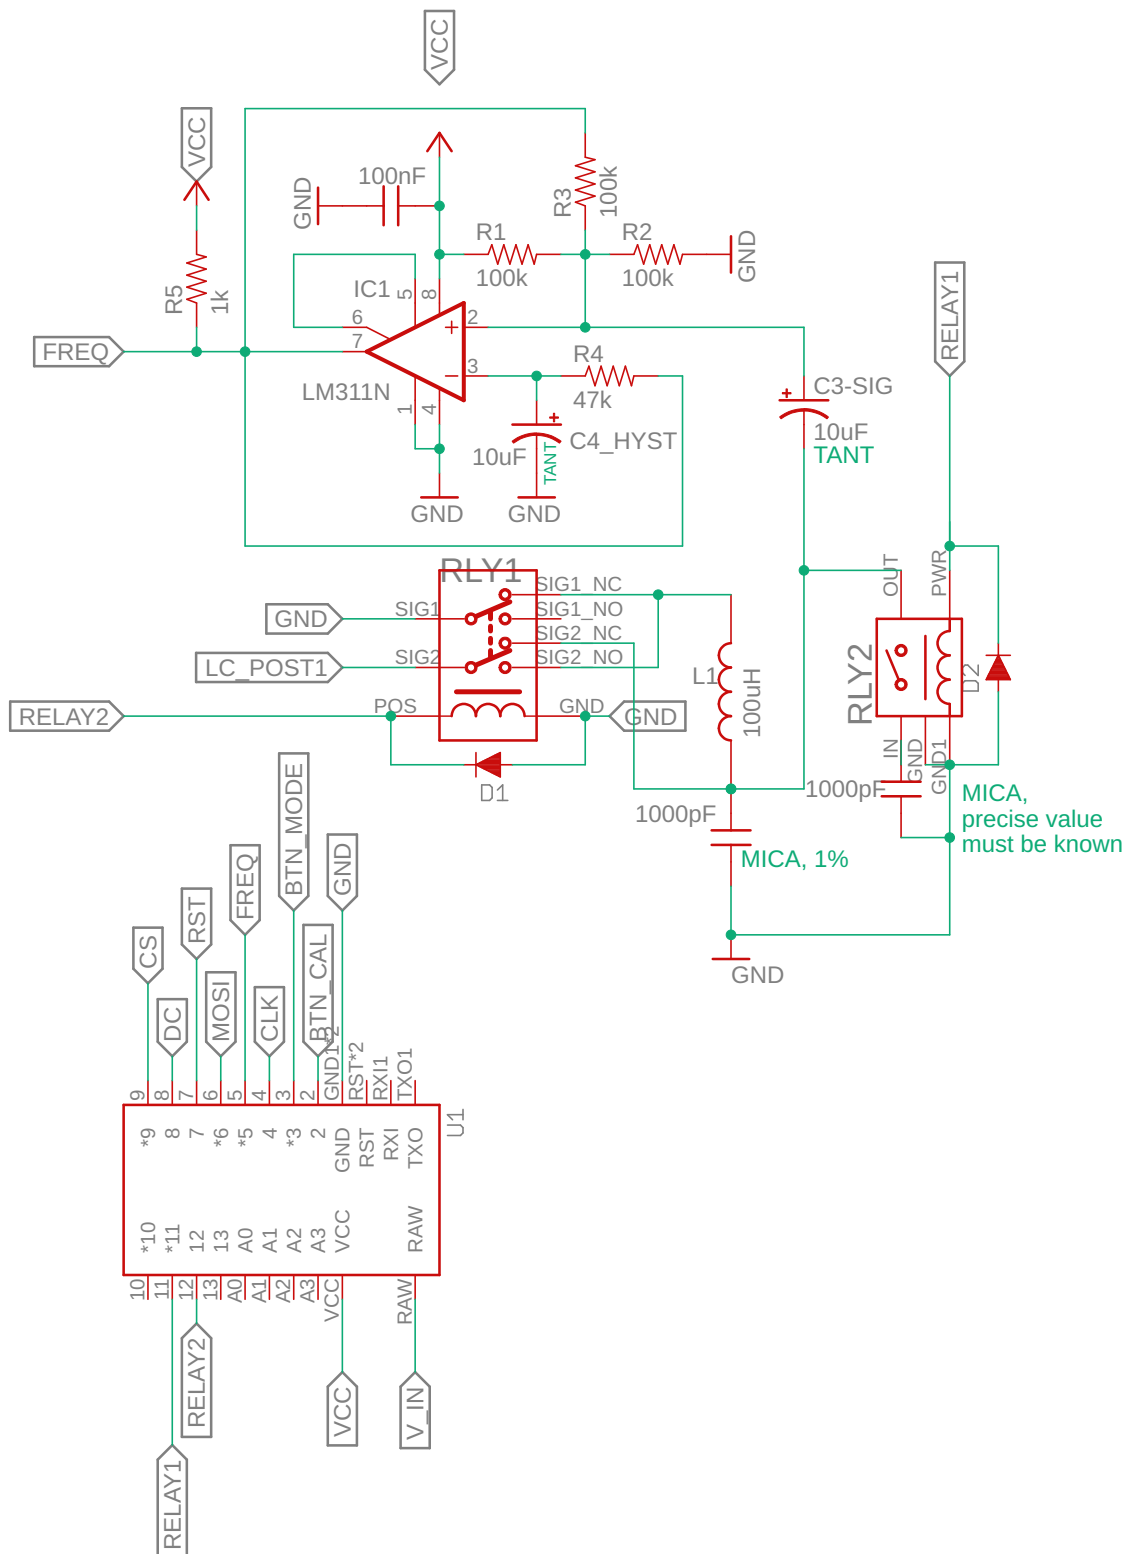 VCC
VCC
100nF
GND
R3
100k
R1
100k
R2
100k
GND
R5
1k
IC1
5
8
6
7
2
3
+
−
FREQ
LM311N
1
4
R4
47k
+
C4_HYST
10uF
TANT
GND
GND
RELAY1
+
C3-SIG
10uF
TANT
RLY1
SIG1_NC
SIG1_NO
SIG2_NC
SIG2_NO
SIG1
SIG2
POS
GND
GND
LC_POST1
RELAY2
GND
D1
L1
100uH
OUT
PWR
RLY2
D2
IN
GND
GND1
1000pF
MICA,
precise value
must be known
1000pF
MICA, 1%
GND
CS
DC
RST
MOSI
FREQ
CLK
BTN_MODE
BTN_CAL
GND
9
8
7
6
5
4
3
2
GND1*2
RST*2
RXI1
TXO1
U1
*9
8
7
*6
*5
4
*3
2
GND
RST
RXI
TXO
*10
*11
12
13
A0
A1
A2
A3
VCC
RAW
10
11
12
13
A0
A1
A2
A3
VCC
RAW
RELAY1
RELAY2
VCC
V_IN